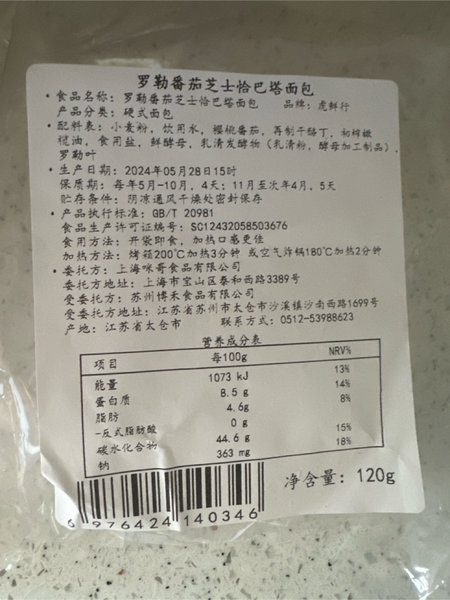 罗勒番茄芝士恰巴塔面包
·食品名称：罗勒番茄芝士恰巴塔面包 品牌：虎鲜行
产品分类：硬式面包
·配料表：小麦粉，饮用水，樱桃番茄，再制干酪丁，初榨橄
榄油，食用盐，鲜酵母，乳清发酵物（乳清粉，酵母加工制品），
罗勒叶
·生产日期：2024年05月28日15时
保质期：每年5月-10月，4天；11月至次年4月，5天
贮存条件：阴凉通风干燥处密封保存
·产品执行标准：GB/T 20981
食品生产许可证编号：SC12432058503676
食用方法：开袋即食，加热口感更佳
加热方法：烤箱200℃加热3分钟 或空气炸锅180℃加热2分钟
·委托方：上海咪哥食品有限公司
委托方地址：上海市宝山区泰和西路3389号
受委托方：苏州博禾食品有限公司
受委托方地址：江苏省苏州市太仓市沙溪镇沙南西路1699号
产地：江苏省太仓市 联系方式：0512-53988623
营养成分表
项目 每100g NRV%
能量 1073 kJ 13%
蛋白质 8.5 g 14%
脂肪 4.6g 8%
-反式脂肪酸 0 g
碳水化合物 44.6 g 15%
钠 363 mg 18%
净含量：120g
6 976424 140346